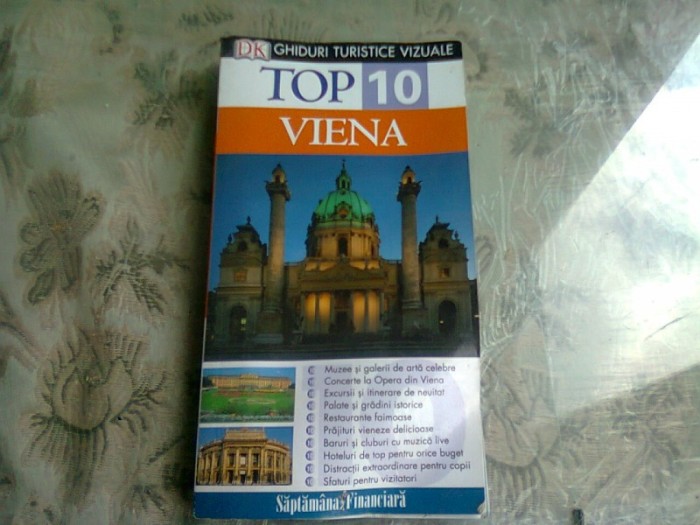 DK GHIDURI TURISTICE VIZUALE
TOP 10
VIENA
Muzee și galerii de artă celebre
Concerte la Opera din Viena
Excursii și itinerare de neuitat
Palate și grădini istorice
Restaurante faimoase
Prăjituri vieneze delicioase
Baruri și cluburi cu muzică live
Hoteluri de top pentru orice buget
Distracții extraordinare pentru copii
Sfaturi pentru vizitatori
Săptămâna Financiară